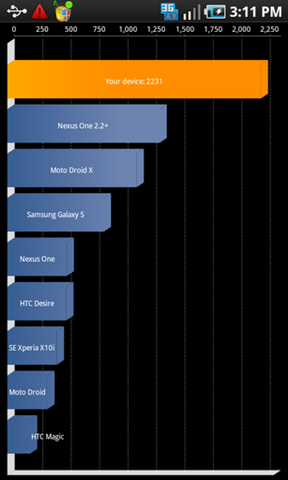 3G
3:11 PM
0 250 500 750 1,000 1,250 1,500 1,750 2,000 2,250
Your device: 2231
Nexus One 2.2+
Moto Droid X
Samsung Galaxy S
Nexus One
HTC Desire
SE Xperia X10i
Moto Droid
HTC Magic